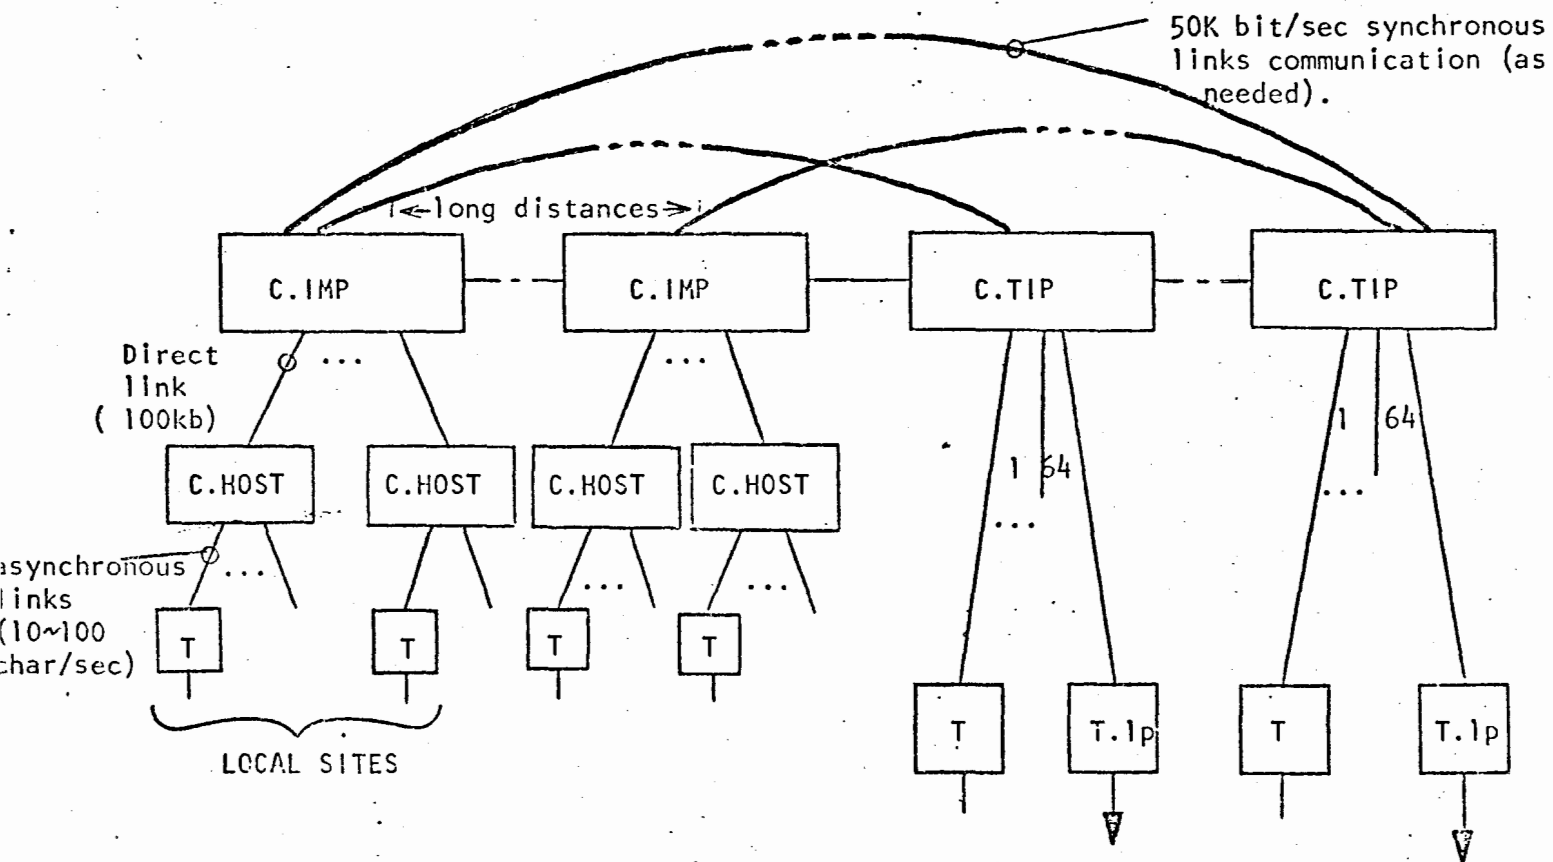 50K bit/sec synchronous
links communication (as
needed).
long distances
C.IMP
C.IMP
C.TIP
C.TIP
Direct
link
( 100kb)
...
...
1
64
...
1
64
...
C.HOST
C.HOST
C.HOST
C.HOST
asynchronous
links
(10~100
char/sec)
...
...
...
T
T
T
T
T
T.lp
T
T.lp
LOCAL SITES